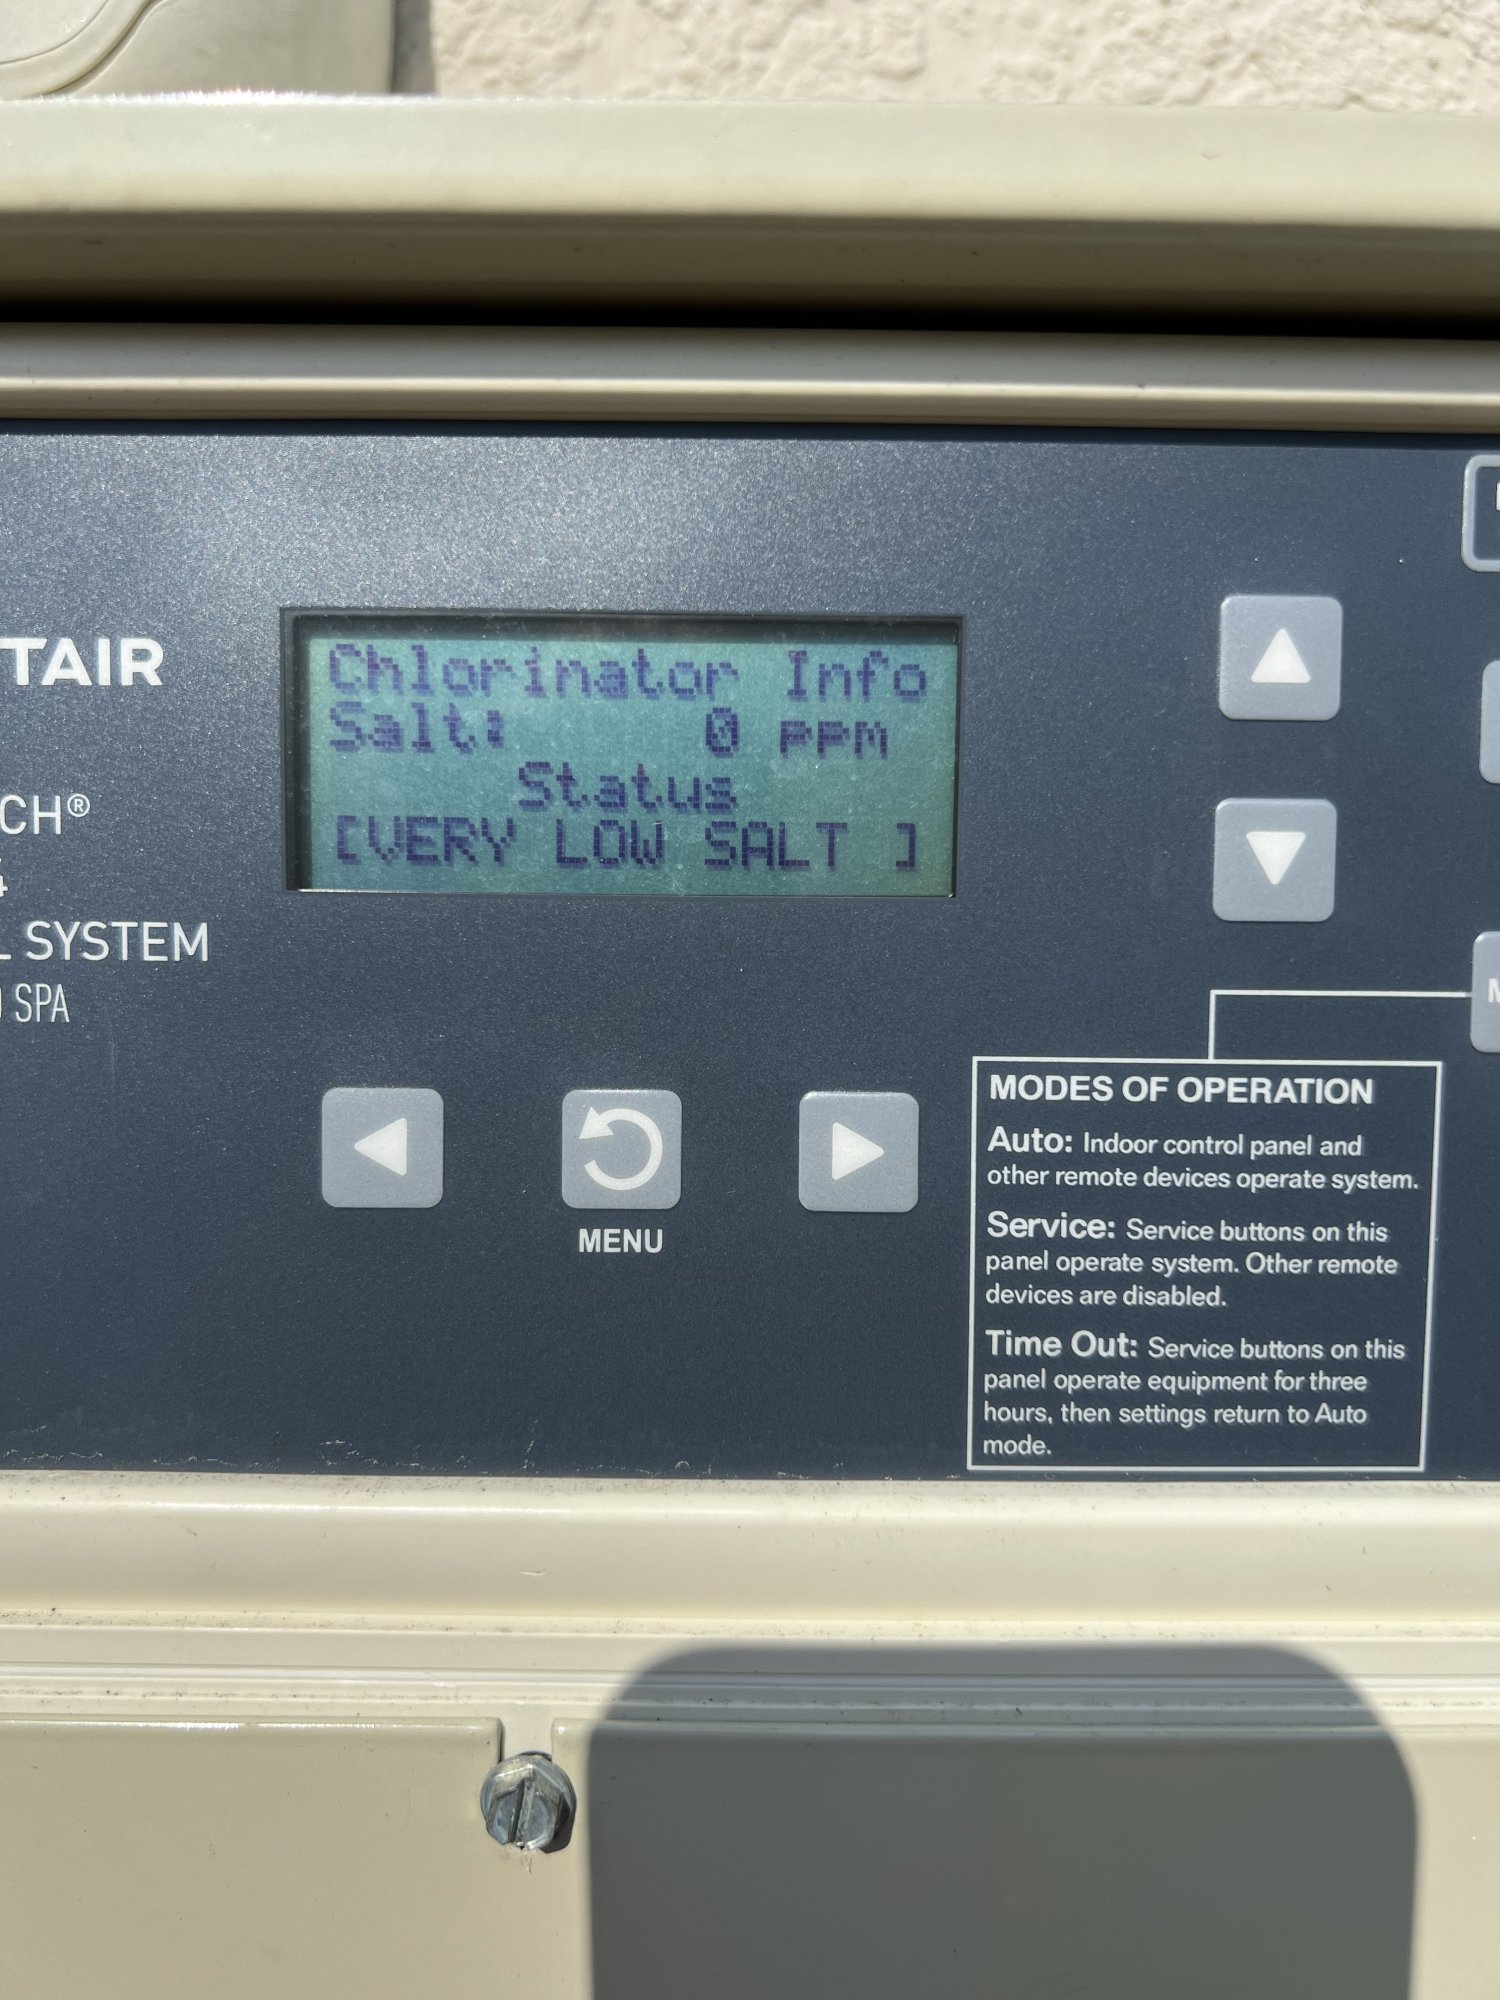 TAIR
CH®
4
SYSTEM
SPA
Chlorinator Info
Salt: 0 ppm
Status
[VERY LOW SALT ]
MENU
MODES OF OPERATION
Auto: Indoor control panel and
other remote devices operate system.
Service: Service buttons on this
panel operate system. Other remote
devices are disabled.
Time Out: Service buttons on this
panel operate equipment for three
hours, then settings return to Auto
mode.
M